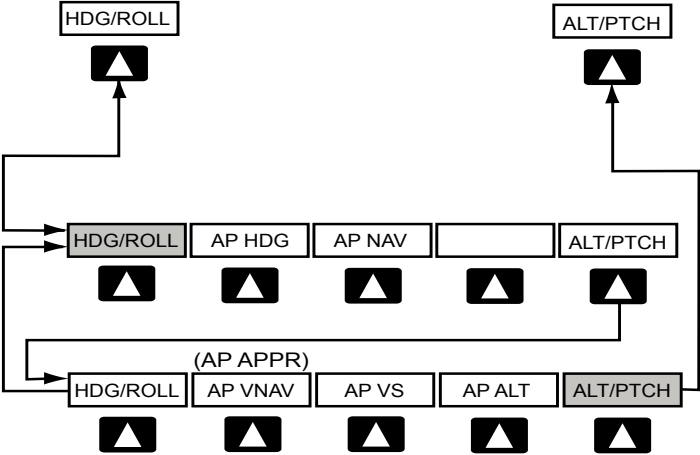 HDG/ROLL
ALT/PTCH
HDG/ROLL
AP HDG
AP NAV
ALT/PTCH
(AP APPR)
HDG/ROLL
AP VNAV
AP VS
AP ALT
ALT/PTCH